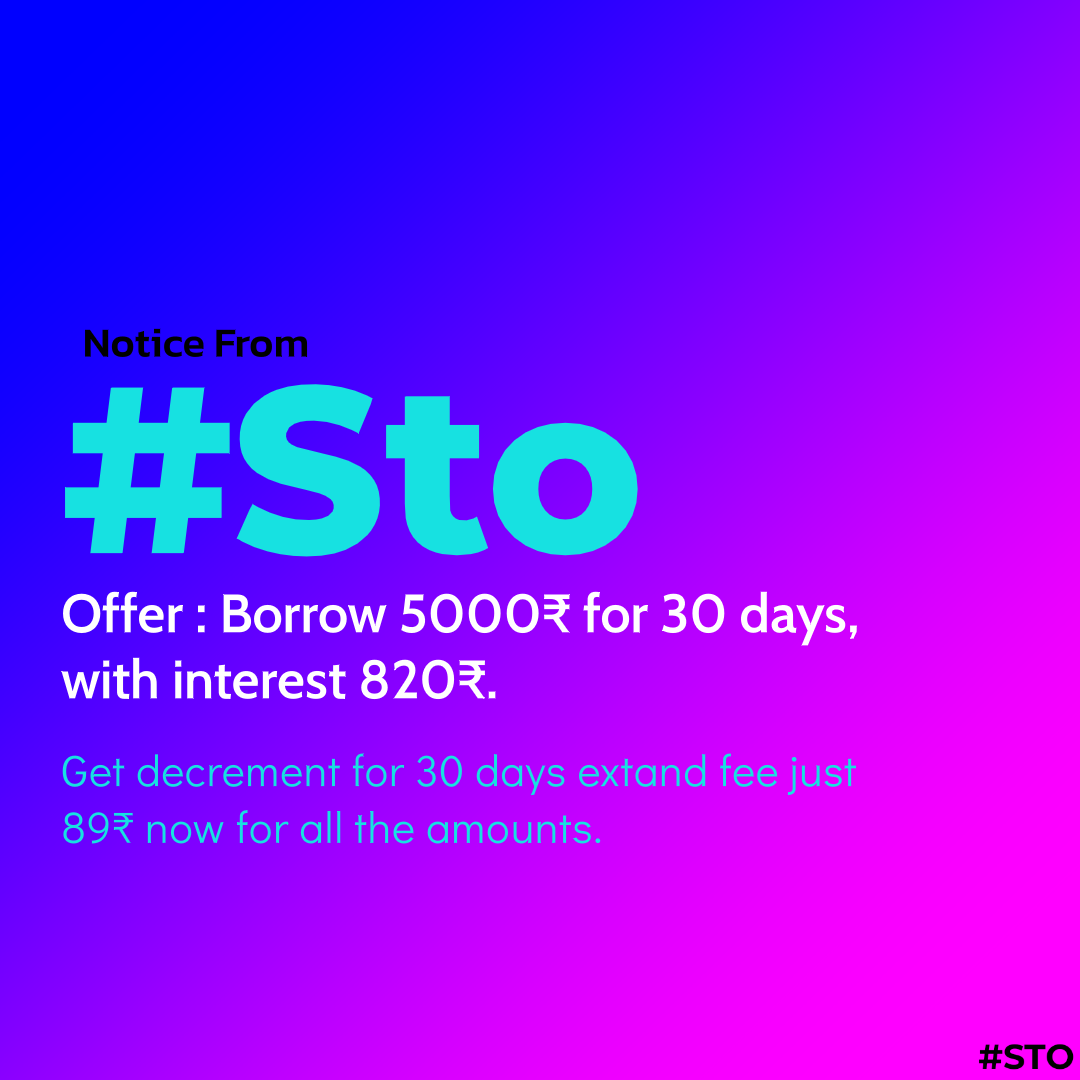 Notice From
#Sto
Offer : Borrow 5000₹ for 30 days,
with interest 820₹.
Get decrement for 30 days extand fee just
89₹ now for all the amounts.
#STO